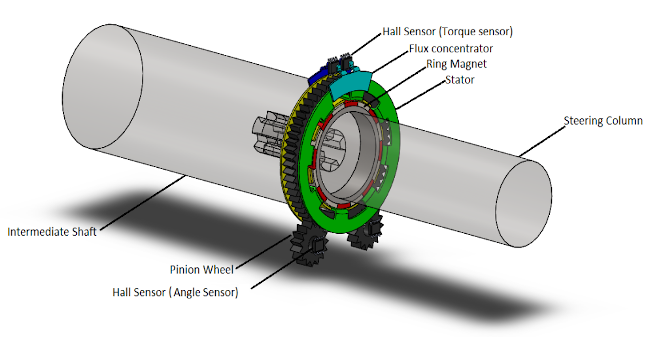 Hall Sensor (Torque sensor)
Flux concentrator
Ring Magnet
Stator
Steering Column
Intermediate Shaft
Pinion Wheel
Hall Sensor ( Angle Sensor)